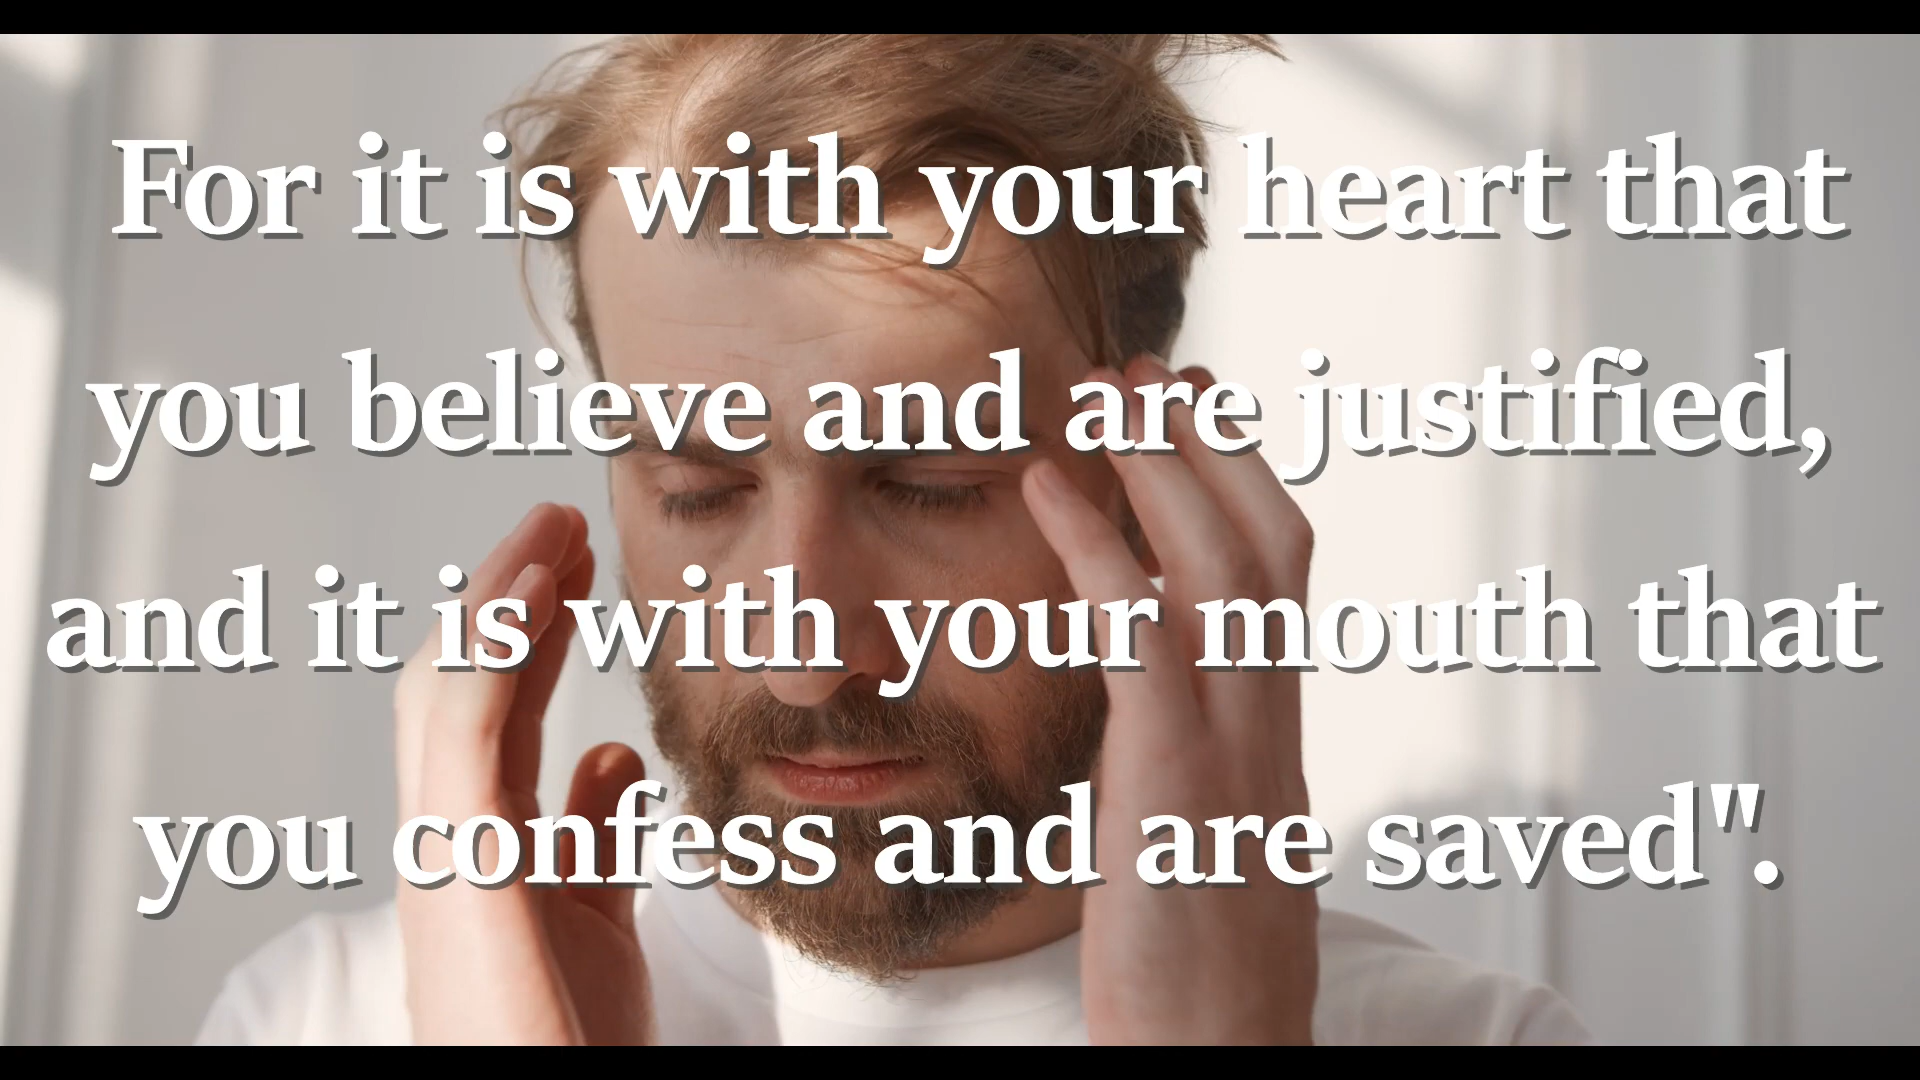 For it is with your heart that
you believe and are justified,
and it is with your mouth that
you confess and are saved".